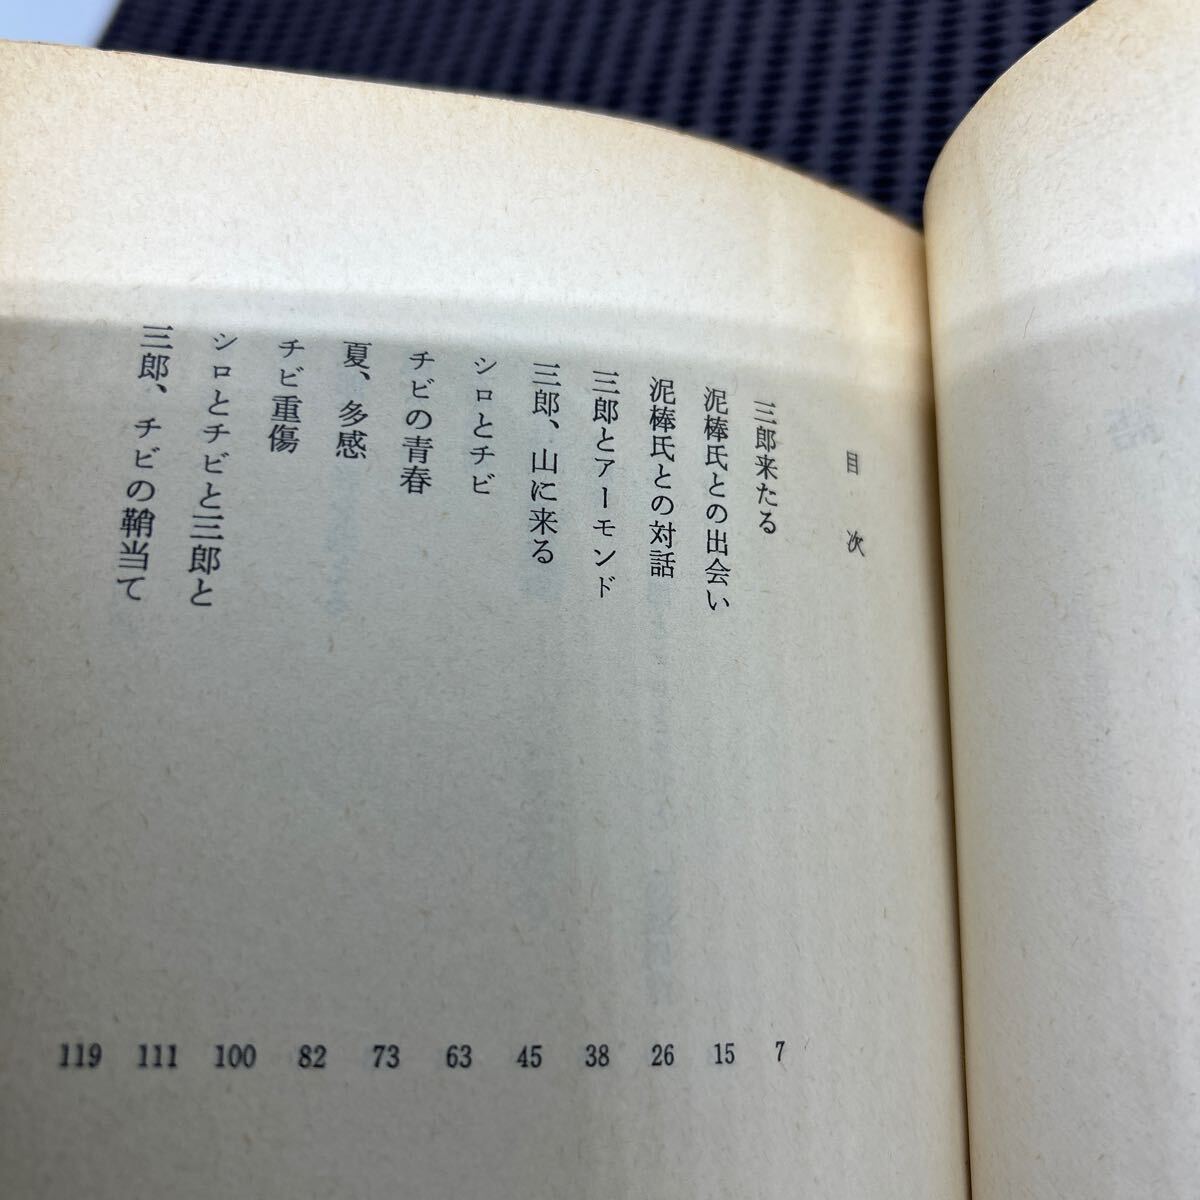 目次
三郎来たる 7
泥棒氏との出会い 15
泥棒氏との対話 26
三郎とアーモンド 38
三郎、山に来る 45
シロとチビ 63
チビの青春 73
夏、多感 82
チビ重傷 100
シロとチビと三郎と 111
三郎、チビの鞘当て 119